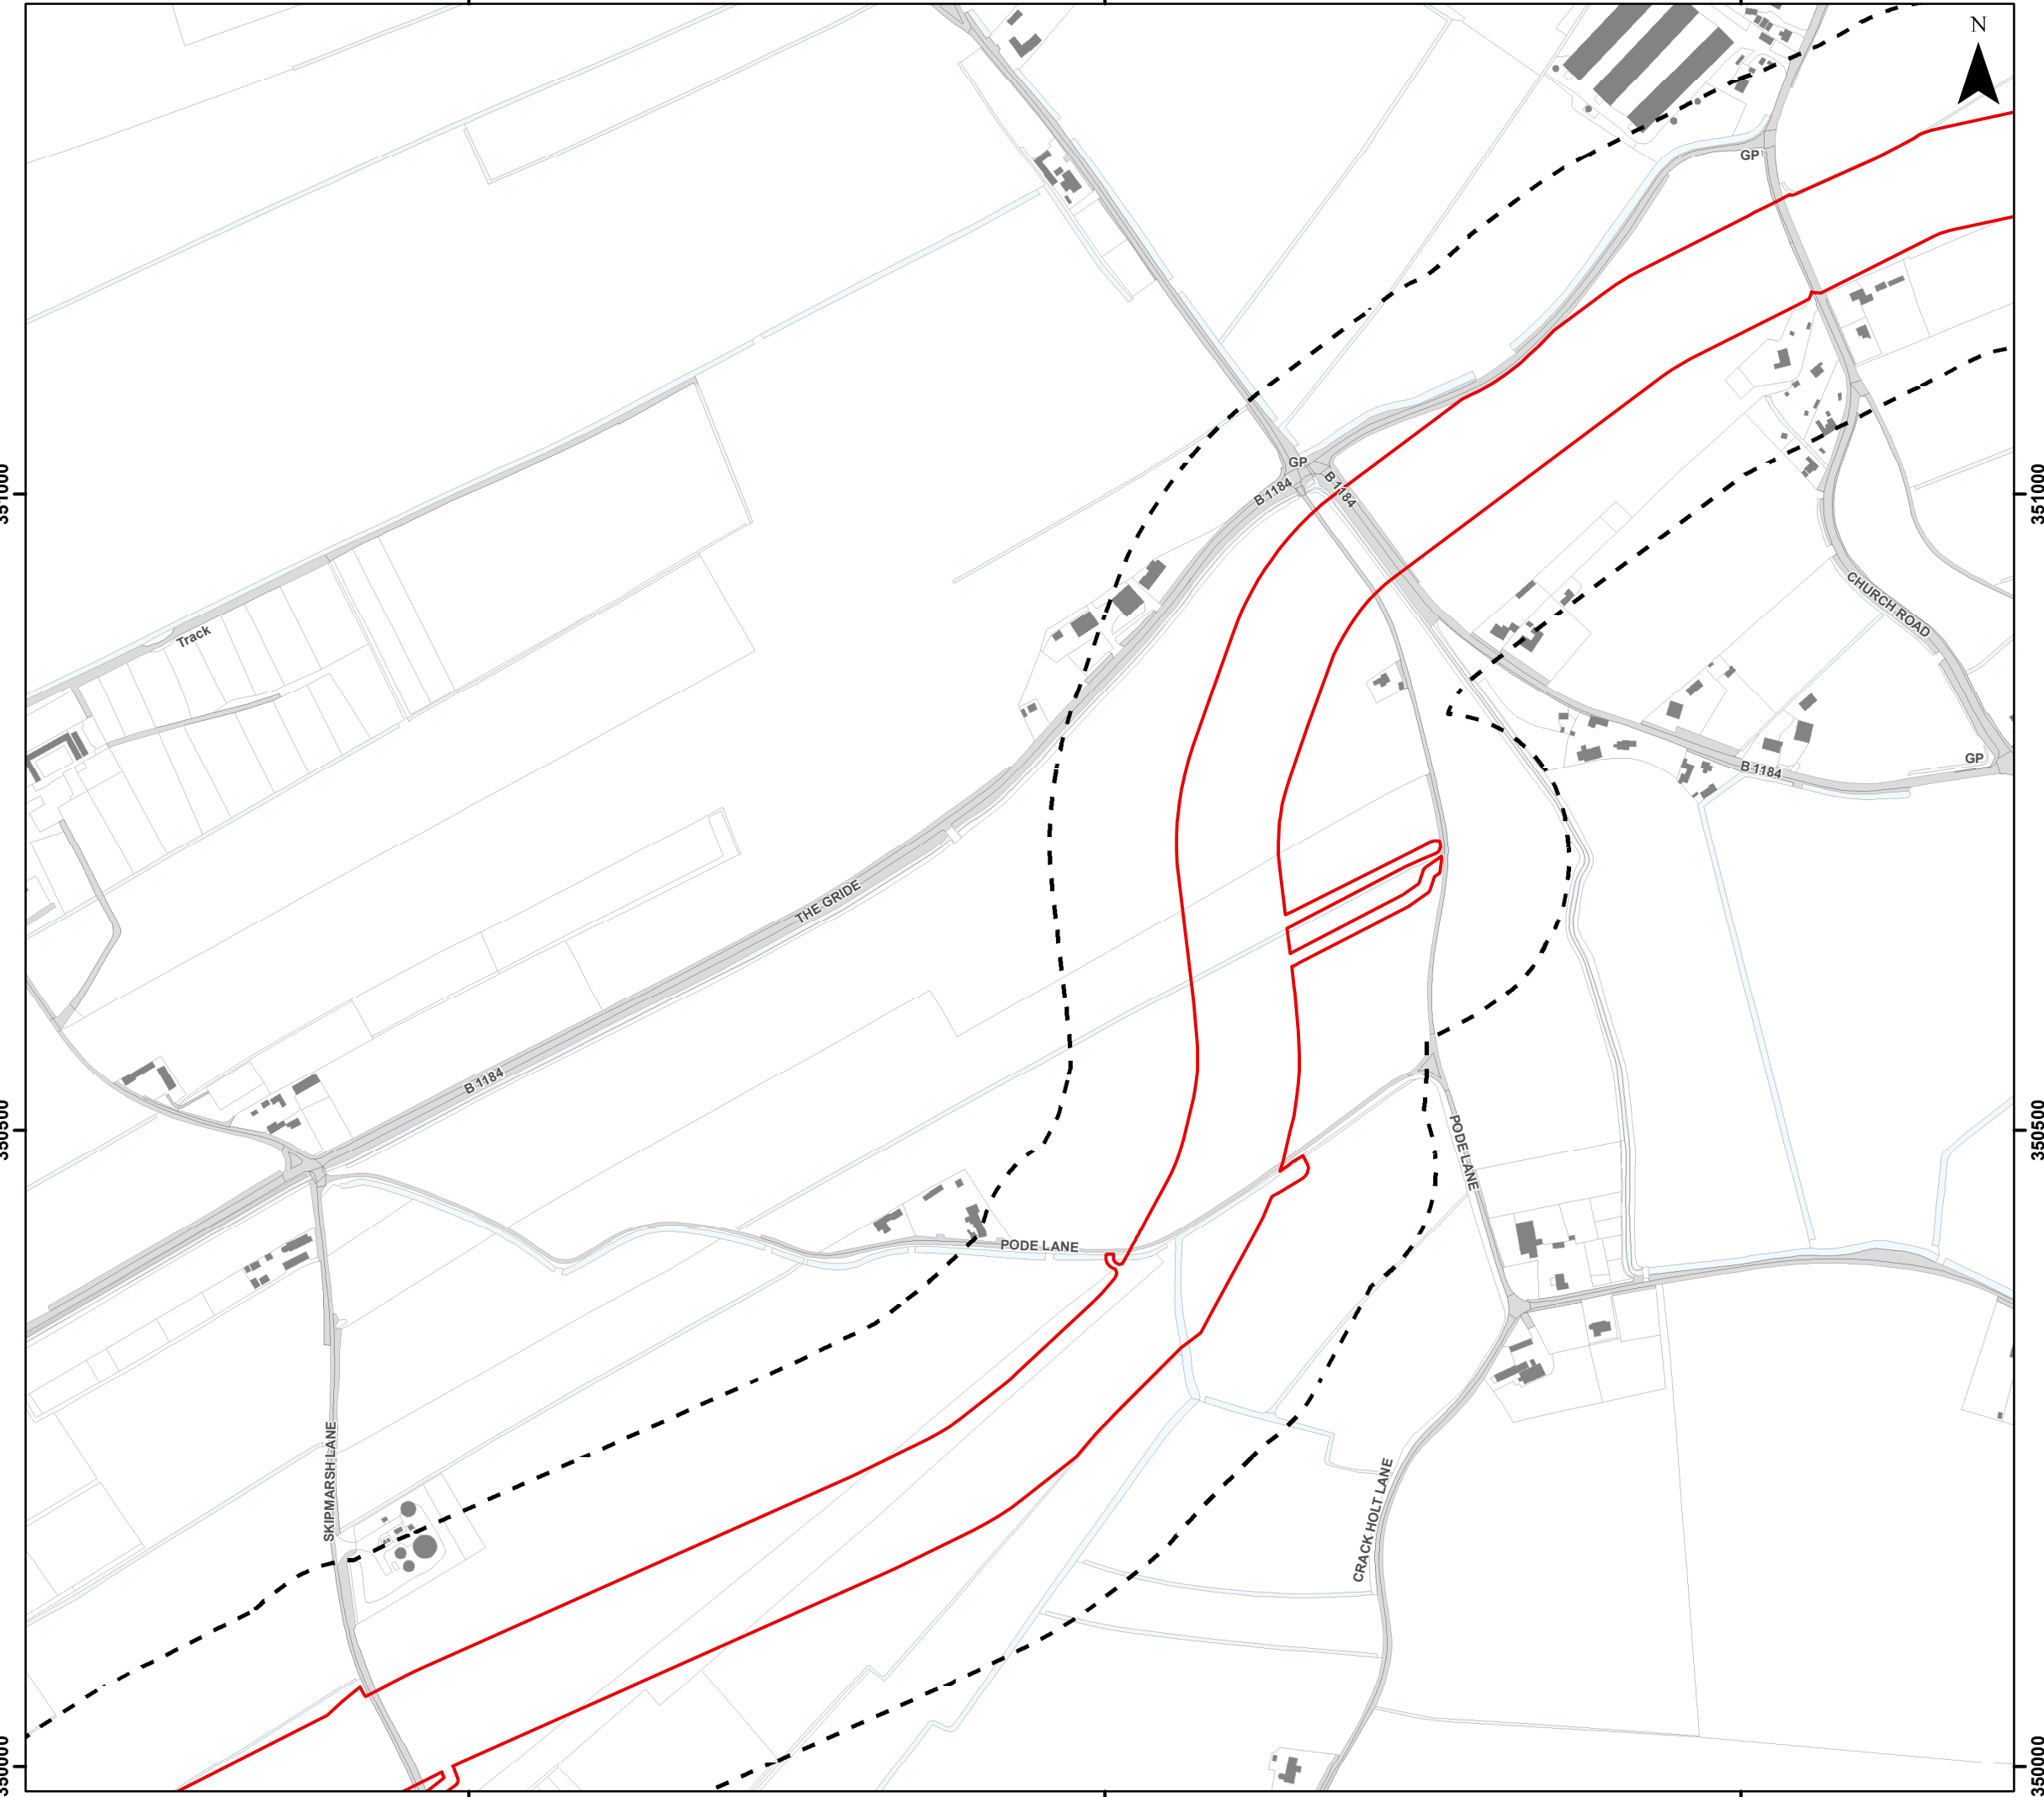 N
GP
GP
B 1184
B 1184
351000
351000
CHURCH ROAD
Track
GP
B 1184
THE GRIDE
B 1184
350500
350500
PODE LANE
PODE LANE
SKIPMARSH LANE
CRACK HOLT LANE
350000
350000